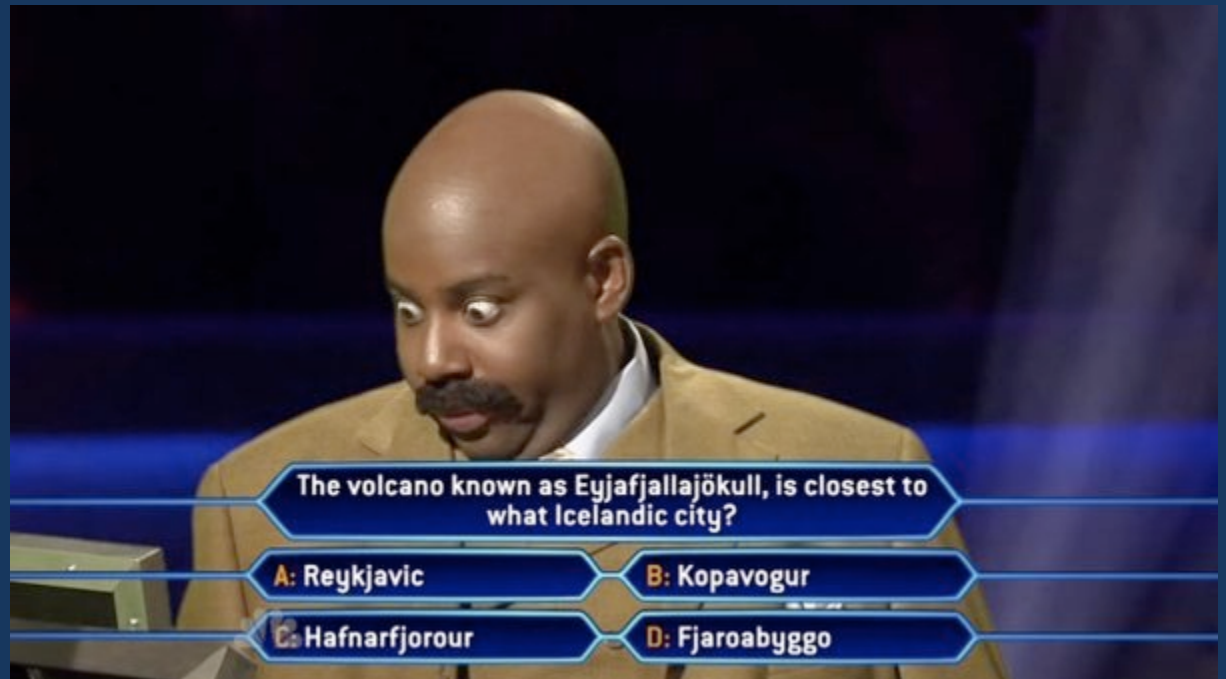 The volcano known as Eyjafjallajökull, is closest to
what Icelandic city?
A: Reykjavic
B: Kopavogur
C: Hafnarfjorour
D: Fjaroabyggo